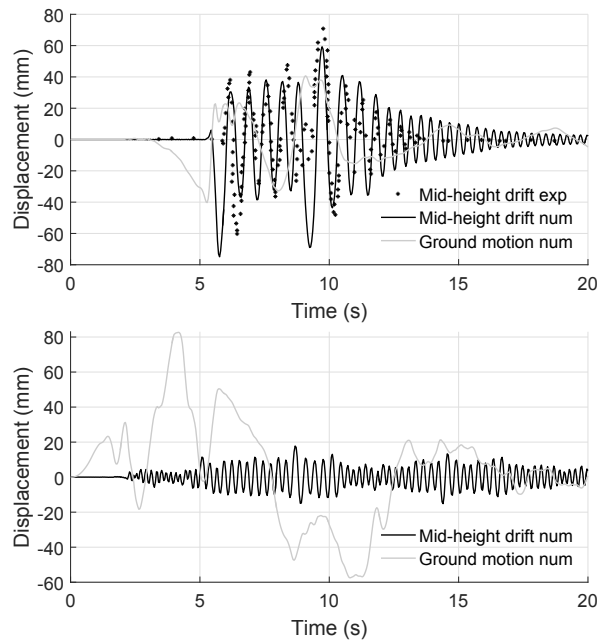 80
60
40
20
0
-20
-40
-60
-80
Displacement (mm)
Mid-height drift exp
Mid-height drift num
Ground motion num
0 5 10 15 20
Time (s)
80
60
40
20
0
-20
-40
-60
Displacement (mm)
Mid-height drift num
Ground motion num
0 5 10 15 20
Time (s)